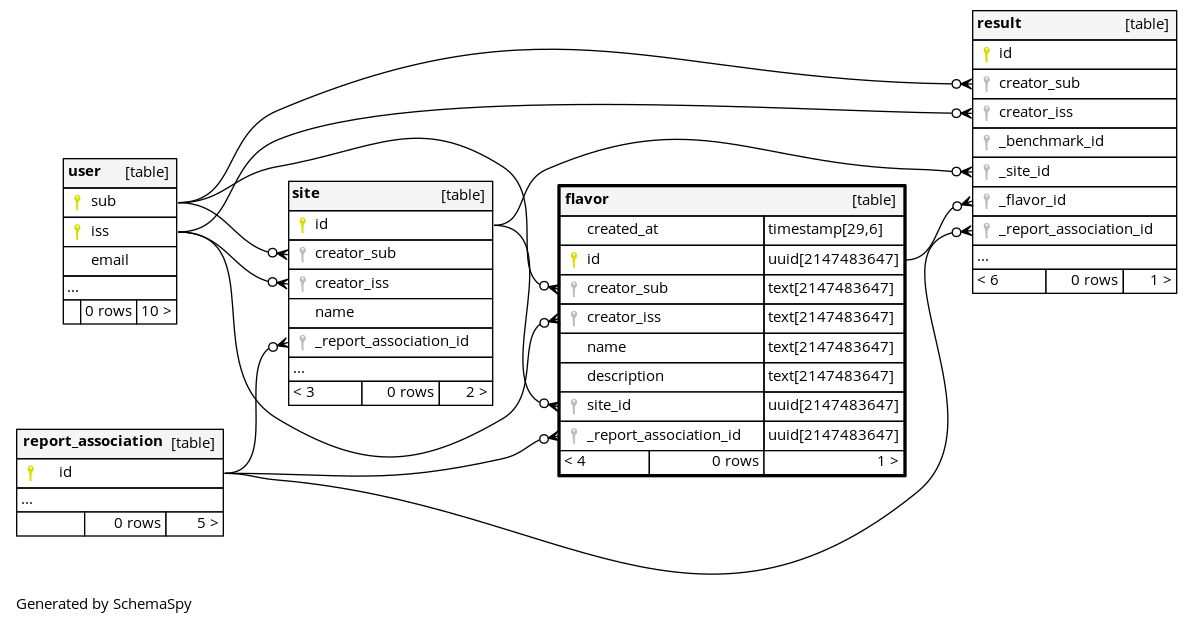 user [table]
sub
iss
email
...
0 rows 10 >
report_association [table]
id
...
0 rows 5 >
site [table]
id
creator_sub
creator_iss
name
_report_association_id
...
< 3 0 rows 2 >
flavor [table]
created_at timestamp[29,6]
id uuid[2147483647]
creator_sub text[2147483647]
creator_iss text[2147483647]
name text[2147483647]
description text[2147483647]
site_id uuid[2147483647]
_report_association_id uuid[2147483647]
< 4 0 rows 1 >
result [table]
id
creator_sub
creator_iss
_benchmark_id
_site_id
_flavor_id
_report_association_id
...
< 6 0 rows 1 >
Generated by SchemaSpy